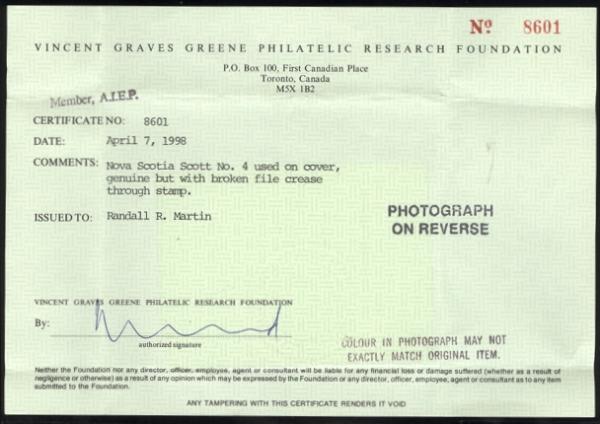 No. 8601
VINCENT GRAVES GREENE PHILATELIC RESEARCH FOUNDATION
P.O. Box 100, First Canadian Place
Toronto, Canada
M5X 1B2
Member, A.I.E.P.
CERTIFICATE NO: 8601
DATE: April 7, 1998
COMMENTS: Nova Scotia Scott No. 4 used on cover,
genuine but with broken file crease
through stamp.
ISSUED TO: Randall R. Martin
PHOTOGRAPH
ON REVERSE
VINCENT GRAVES GREENE PHILATELIC RESEARCH FOUNDATION
By:
authorized signature
COLOUR IN PHOTOGRAPH MAY NOT
EXACTLY MATCH ORIGINAL ITEM.
Neither the Foundation nor any director, officer, employee, agent or consultant will be liable for any financial loss or damage suffered (whether as a result of
negligence or otherwise) as a result of any opinion which may be expressed by the Foundation or any director, officer, employee, agent or consultant as to any item
submitted to the Foundation.
ANY TAMPERING WITH THIS CERTIFICATE RENDERS IT VOID